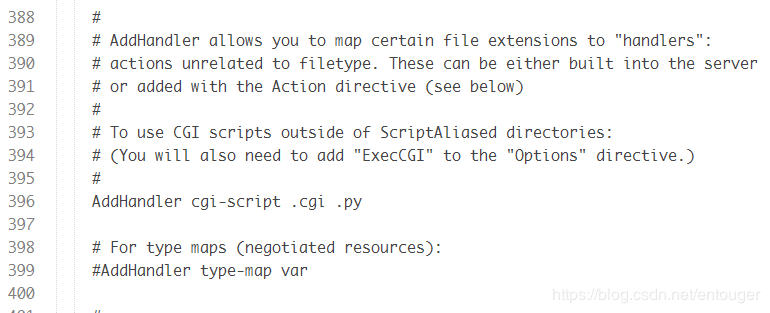 388 #
389 # AddHandler allows you to map certain file extensions to "handlers":
390 # actions unrelated to filetype. These can be either built into the server
391 # or added with the Action directive (see below)
392 #
393 # To use CGI scripts outside of ScriptAliased directories:
394 # (You will also need to add "ExecCGI" to the "Options" directive.)
395 #
396 AddHandler cgi-script .cgi .py
397
398 # For type maps (negotiated resources):
399 #AddHandler type-map var
400
https://blog.csdn.net/entouger